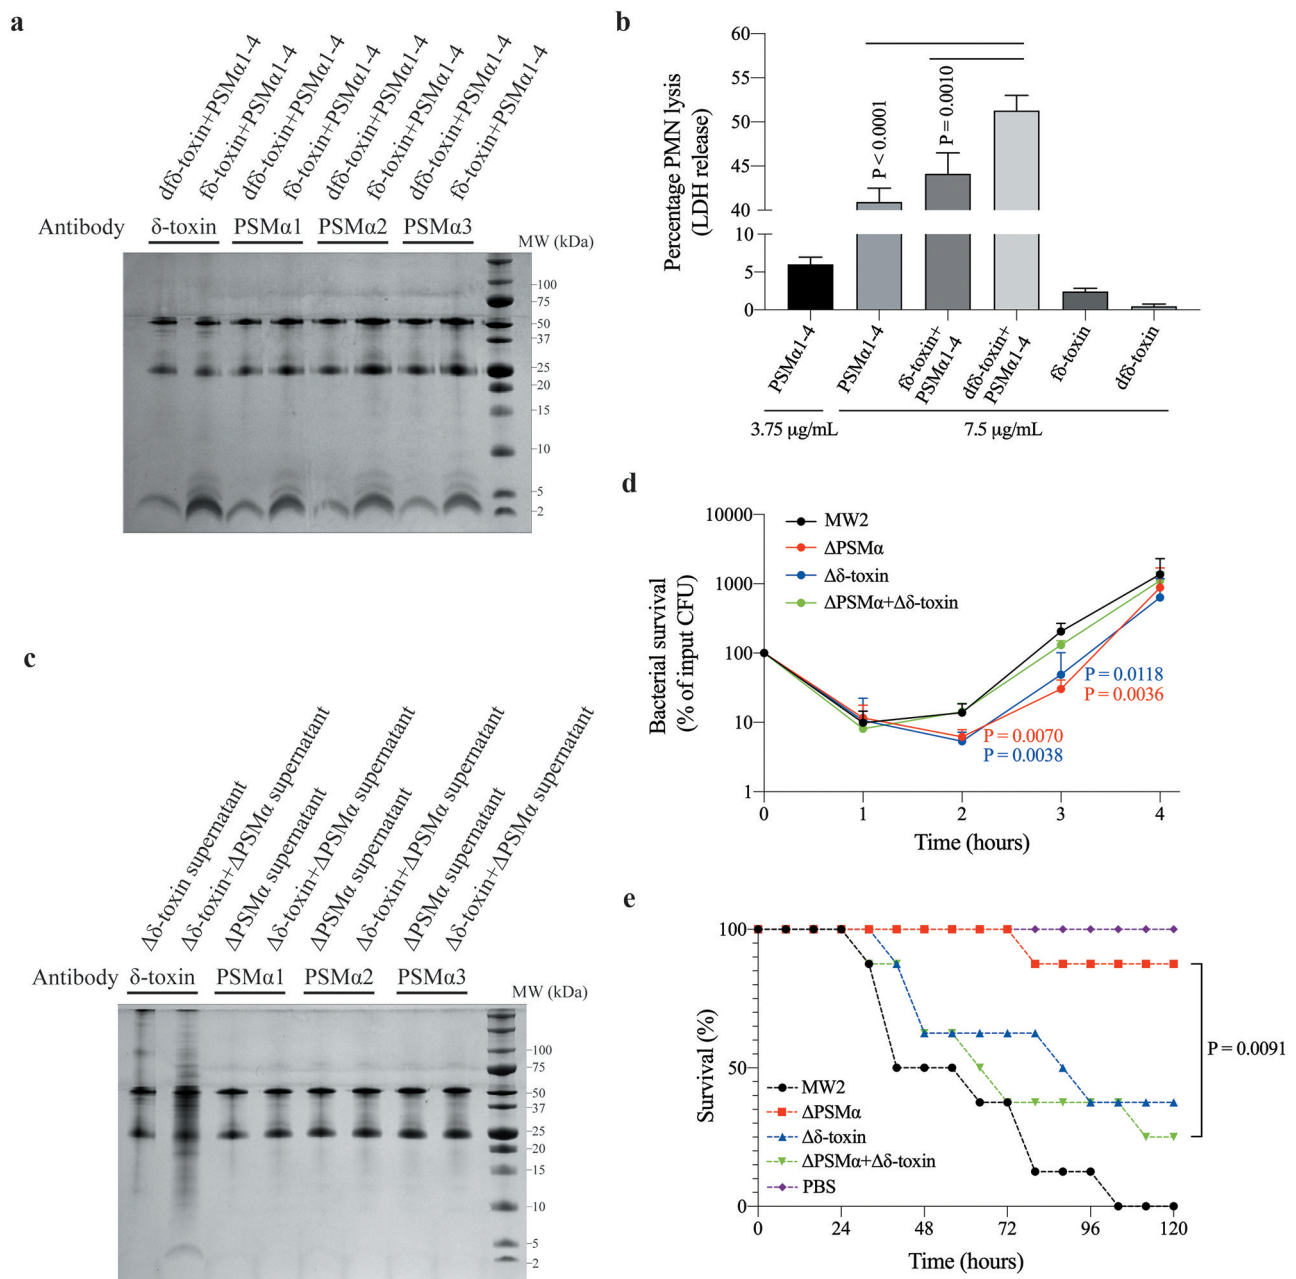 a
dfδ-toxin+PSMα1-4
fδ-toxin+PSMα1-4
dfδ-toxin+PSMα1-4
fδ-toxin+PSMα1-4
dfδ-toxin+PSMα1-4
fδ-toxin+PSMα1-4
dfδ-toxin+PSMα1-4
fδ-toxin+PSMα1-4
Antibody δ-toxin PSMα1 PSMα2 PSMα3
MW (kDa)
100
75
50
37
25
20
15
10
5
2
b
Percentage PMN lysis
(LDH release)
60
55
50
45
40
10
5
0
P < 0.0001
P = 0.0010
PSMα1-4
PSMα1-4
fδ-toxin+
PSMα1-4
dfδ-toxin+
PSMα1-4
fδ-toxin
dfδ-toxin
3.75 µg/mL
7.5 µg/mL
c
Δδ-toxin supernatant
Δδ-toxin+ΔPSMα supernatant
ΔPSMα supernatant
Δδ-toxin+ΔPSMα supernatant
ΔPSMα supernatant
Δδ-toxin+ΔPSMα supernatant
ΔPSMα supernatant
Δδ-toxin+ΔPSMα supernatant
Antibody δ-toxin PSMα1 PSMα2 PSMα3
MW (kDa)
100
75
50
37
25
20
15
10
5
2
d
Bacterial survival
(% of input CFU)
10000
1000
100
10
1
MW2
ΔPSMα
Δδ-toxin
ΔPSMα+Δδ-toxin
P = 0.0118
P = 0.0036
P = 0.0070
P = 0.0038
0 1 2 3 4
Time (hours)
e
Survival (%)
100
50
0
MW2
ΔPSMα
Δδ-toxin
ΔPSMα+Δδ-toxin
PBS
P = 0.0091
0 24 48 72 96 120
Time (hours)